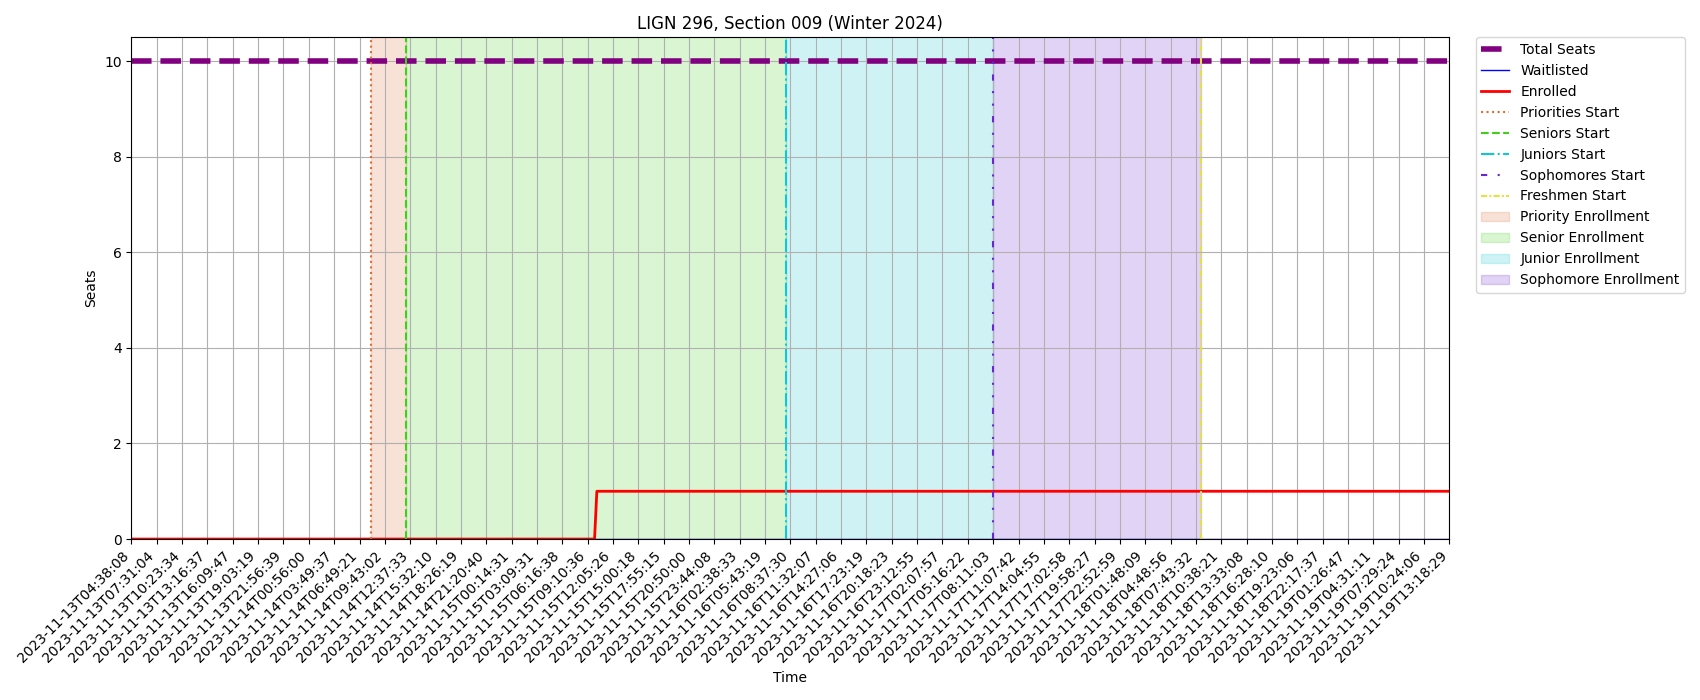 LIGN 296, Section 009 (Winter 2024)
10
8
6
4
2
0
Seats
2023-11-13T04:38:08
2023-11-13T07:31:04
2023-11-13T10:23:34
2023-11-13T13:16:37
2023-11-13T16:09:47
2023-11-13T19:03:19
2023-11-13T21:56:39
2023-11-14T00:56:00
2023-11-14T03:49:37
2023-11-14T06:49:21
2023-11-14T09:43:02
2023-11-14T12:37:33
2023-11-14T15:32:10
2023-11-14T18:26:19
2023-11-14T21:20:40
2023-11-15T00:14:31
2023-11-15T03:09:31
2023-11-15T06:16:38
2023-11-15T09:10:36
2023-11-15T12:05:26
2023-11-15T15:00:18
2023-11-15T17:55:15
2023-11-15T20:50:00
2023-11-15T23:44:08
2023-11-16T02:38:33
2023-11-16T05:43:19
2023-11-16T08:37:30
2023-11-16T11:32:07
2023-11-16T14:27:06
2023-11-16T17:23:19
2023-11-16T20:18:23
2023-11-16T23:12:55
2023-11-17T02:07:57
2023-11-17T05:16:22
2023-11-17T08:11:03
2023-11-17T11:07:42
2023-11-17T14:04:55
2023-11-17T17:02:58
2023-11-17T19:58:27
2023-11-17T22:52:59
2023-11-18T01:48:09
2023-11-18T04:48:56
2023-11-18T07:43:32
2023-11-18T10:38:21
2023-11-18T13:33:08
2023-11-18T16:28:10
2023-11-18T19:23:06
2023-11-18T22:17:37
2023-11-19T01:26:47
2023-11-19T04:31:11
2023-11-19T07:29:24
2023-11-19T10:24:06
2023-11-19T13:18:29
Time
Total Seats
Waitlisted
Enrolled
Priorities Start
Seniors Start
Juniors Start
Sophomores Start
Freshmen Start
Priority Enrollment
Senior Enrollment
Junior Enrollment
Sophomore Enrollment